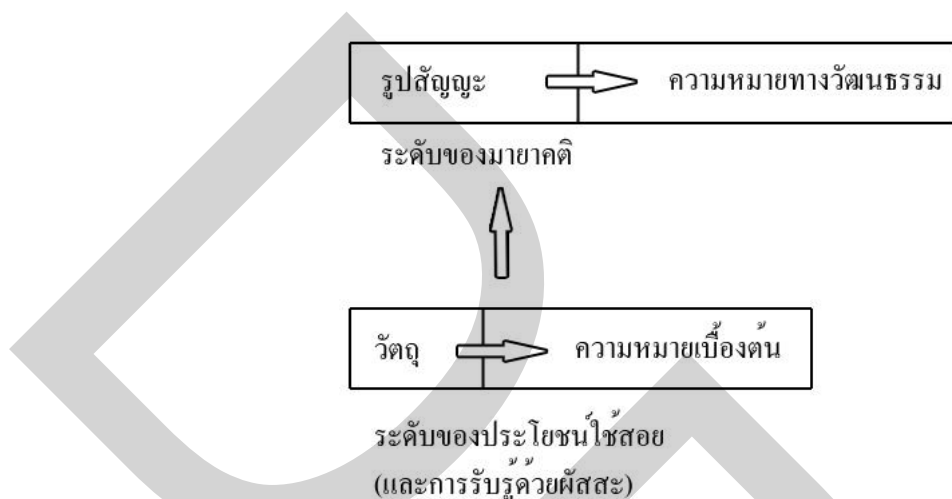 รูปสัญญะ ความหมายทางวัฒนธรรม
ระดับของมายาคติ
วัตถุ ความหมายเบื้องต้น
ระดับของประโยชน์ใช้สอย
(และการรับรู้ด้วยผัสสะ)